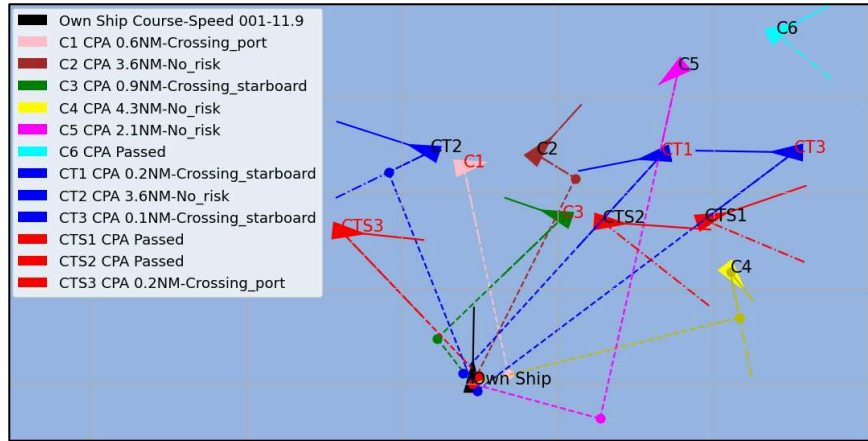 Own Ship Course-Speed 001-11.9
C1 CPA 0.6NM-Crossing_port
C2 CPA 3.6NM-No_risk
C3 CPA 0.9NM-Crossing_starboard
C4 CPA 4.3NM-No_risk
C5 CPA 2.1NM-No_risk
C6 CPA Passed
CT1 CPA 0.2NM-Crossing_starboard
CT2 CPA 3.6NM-No_risk
CT3 CPA 0.1NM-Crossing_starboard
CTS1 CPA Passed
CTS2 CPA Passed
CTS3 CPA 0.2NM-Crossing_port
C6
C5
CT2
C1
C2
CT1
CT3
CTS3
C3
CTS2
CTS1
C4
Own Ship